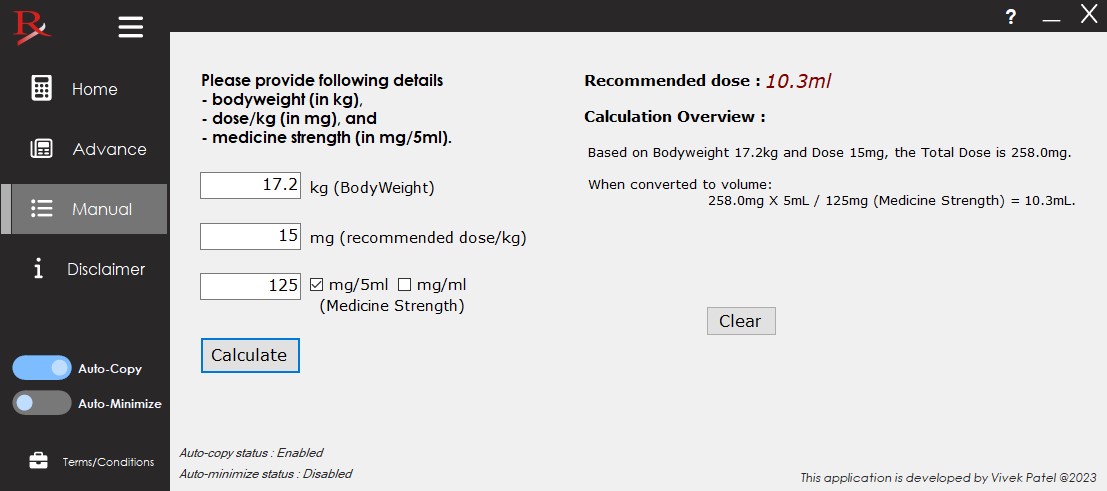 Rx
?
Home
Advance
Manual
Disclaimer
Auto-Copy
Auto-Minimize
Terms/Conditions
Please provide following details
- bodyweight (in kg),
- dose/kg (in mg), and
- medicine strength (in mg/5ml).
17.2 kg (BodyWeight)
15 mg (recommended dose/kg)
125 mg/5ml mg/ml
(Medicine Strength)
Calculate
Recommended dose : 10.3ml
Calculation Overview :
Based on Bodyweight 17.2kg and Dose 15mg, the Total Dose is 258.0mg.
When converted to volume:
258.0mg X 5mL / 125mg (Medicine Strength) = 10.3mL.
Clear
Auto-copy status : Enabled
Auto-minimize status : Disabled
This application is developed by Vivek Patel @2023